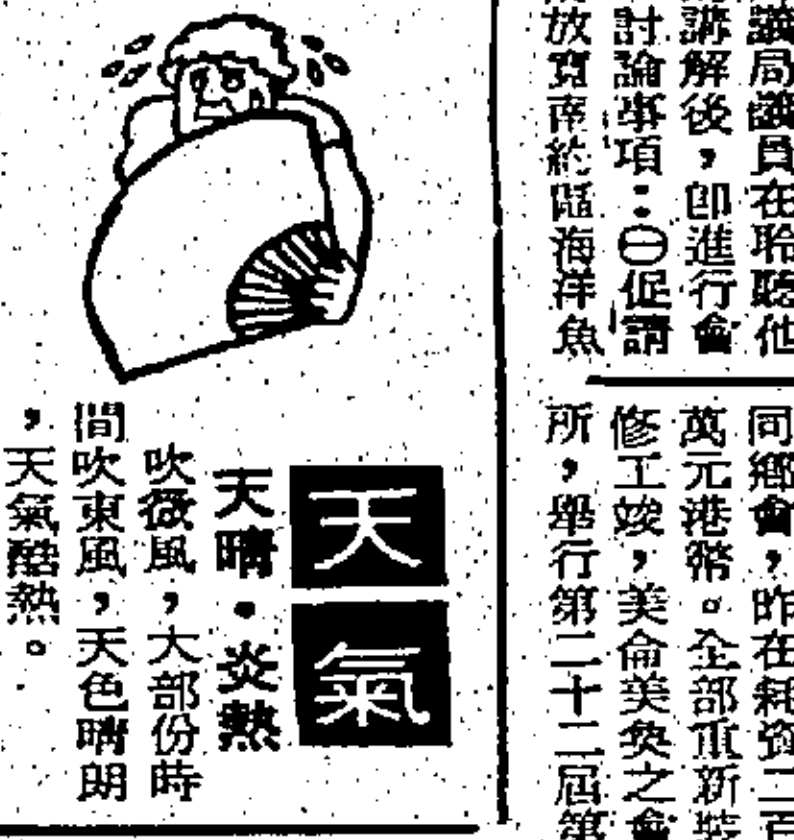 議局議員在聆聽他
講解後，即進行會
討論事項：㊀促請
放寬南約區海洋魚
同鄉會，昨在耗資二百
萬元港幣。全部重新裝
修工竣，美侖美奐之會
所，舉行第二十二屆第
天氣
天晴・炎熱
吹微風，大部份時
間吹東風，天色晴朗
，天氣酷熱。